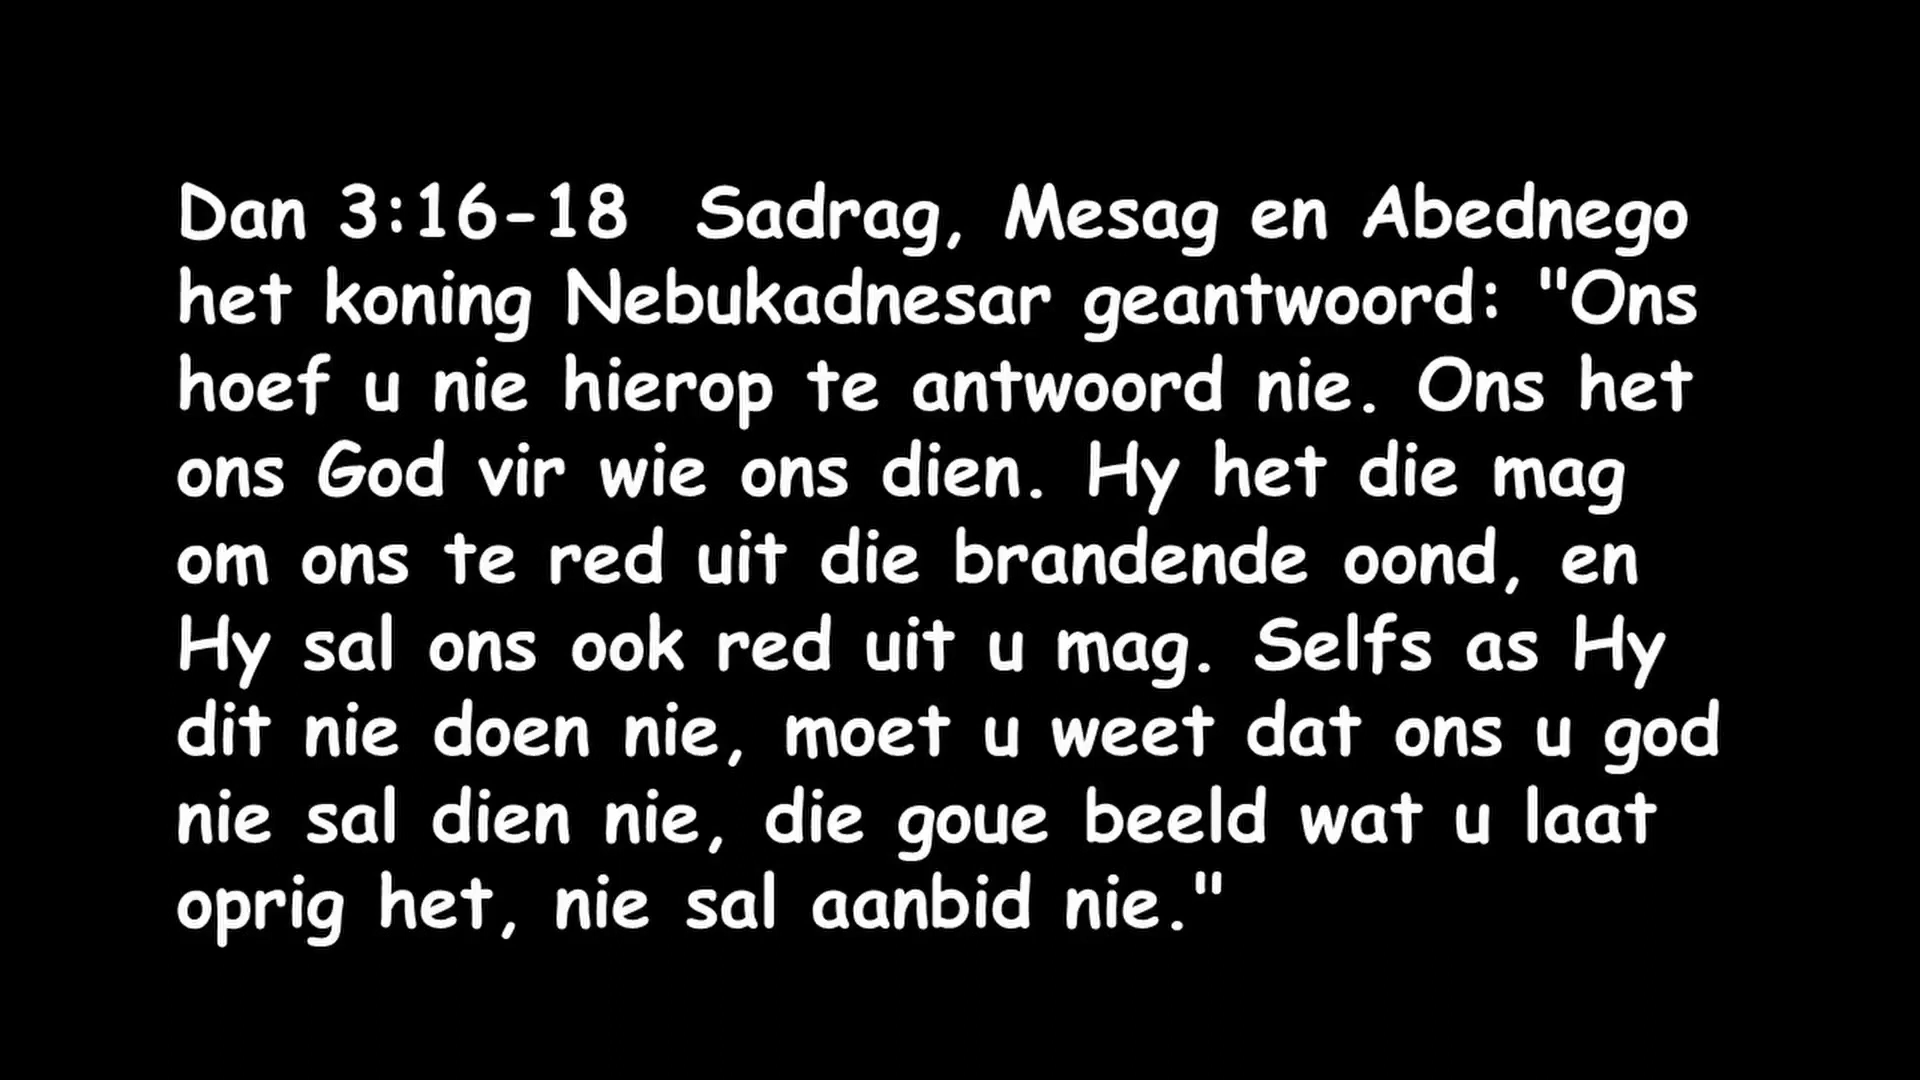 Dan 3:16-18  Sadrag, Mesag en Abednego
het koning Nebukadnesar geantwoord: "Ons
hoef u nie hierop te antwoord nie. Ons het
ons God vir wie ons dien. Hy het die mag
om ons te red uit die brandende oond, en
Hy sal ons ook red uit u mag. Selfs as Hy
dit nie doen nie, moet u weet dat ons u god
nie sal dien nie, die goue beeld wat u laat
oprig het, nie sal aanbid nie."